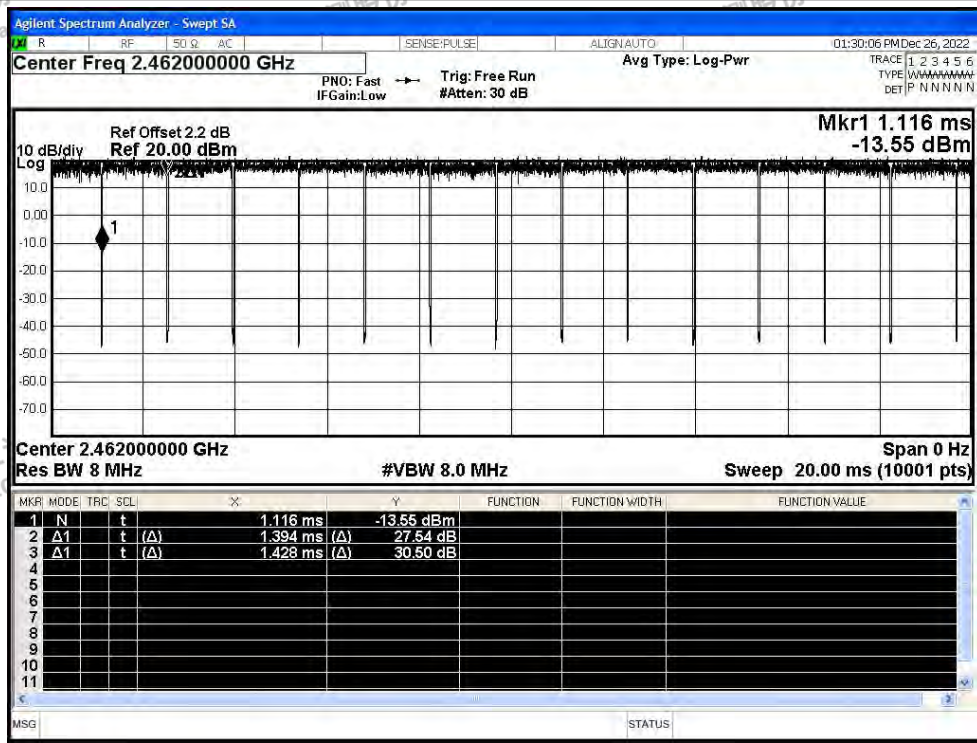 Agilent Spectrum Analyzer - Swept SA
R RF 50 Ω AC SENSE:PULSE ALIGNAUTO 01:30:06 PM Dec 26, 2022
Center Freq 2.462000000 GHz
Avg Type: Log-Pwr
TRACE 1 2 3 4 5 6
PNO: Fast
Trig: Free Run
TYPE
IFGain:Low
#Atten: 30 dB
DET P N N N N N
Mkr1 1.116 ms
-13.55 dBm
Ref Offset 2.2 dB
10 dB/div Ref 20.00 dBm
Log
10.0
0.00
1
-10.0
-20.0
-30.0
-40.0
-50.0
-60.0
-70.0
Center 2.462000000 GHz Span 0 Hz
Res BW 8 MHz #VBW 8.0 MHz Sweep 20.00 ms (10001 pts)
MKR MODE TRC SCL X Y FUNCTION FUNCTION WIDTH FUNCTION VALUE
1 N t 1.116 ms -13.55 dBm
2 Δ1 t (Δ) 1.394 ms (Δ) 27.54 dB
3 Δ1 t (Δ) 1.428 ms (Δ) 30.50 dB
4
5
6
7
8
9
10
11
MSG STATUS